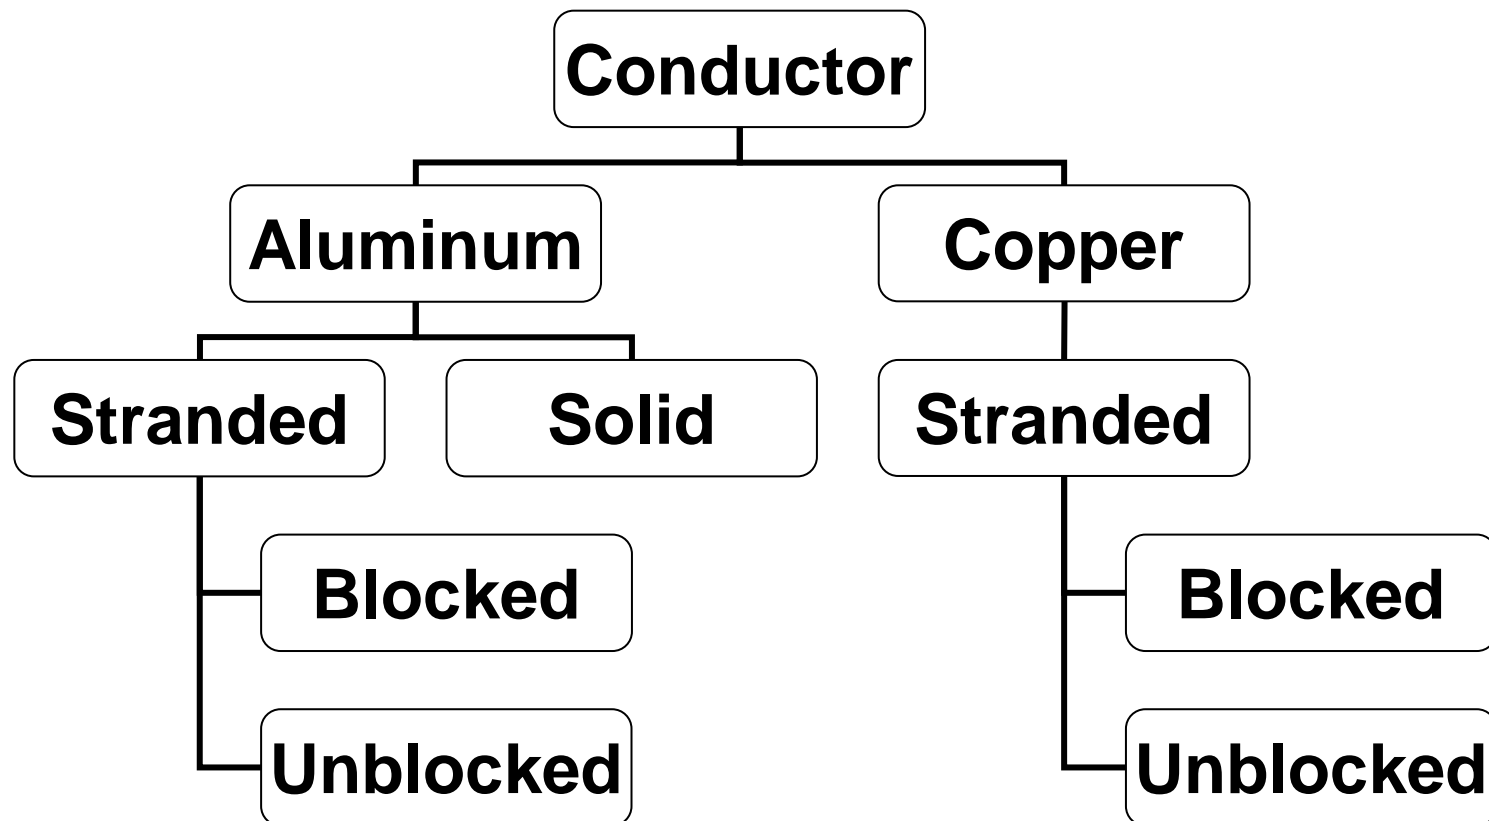 Conductor
Aluminum
Copper
Stranded
Solid
Stranded
Blocked
Blocked
Unblocked
Unblocked